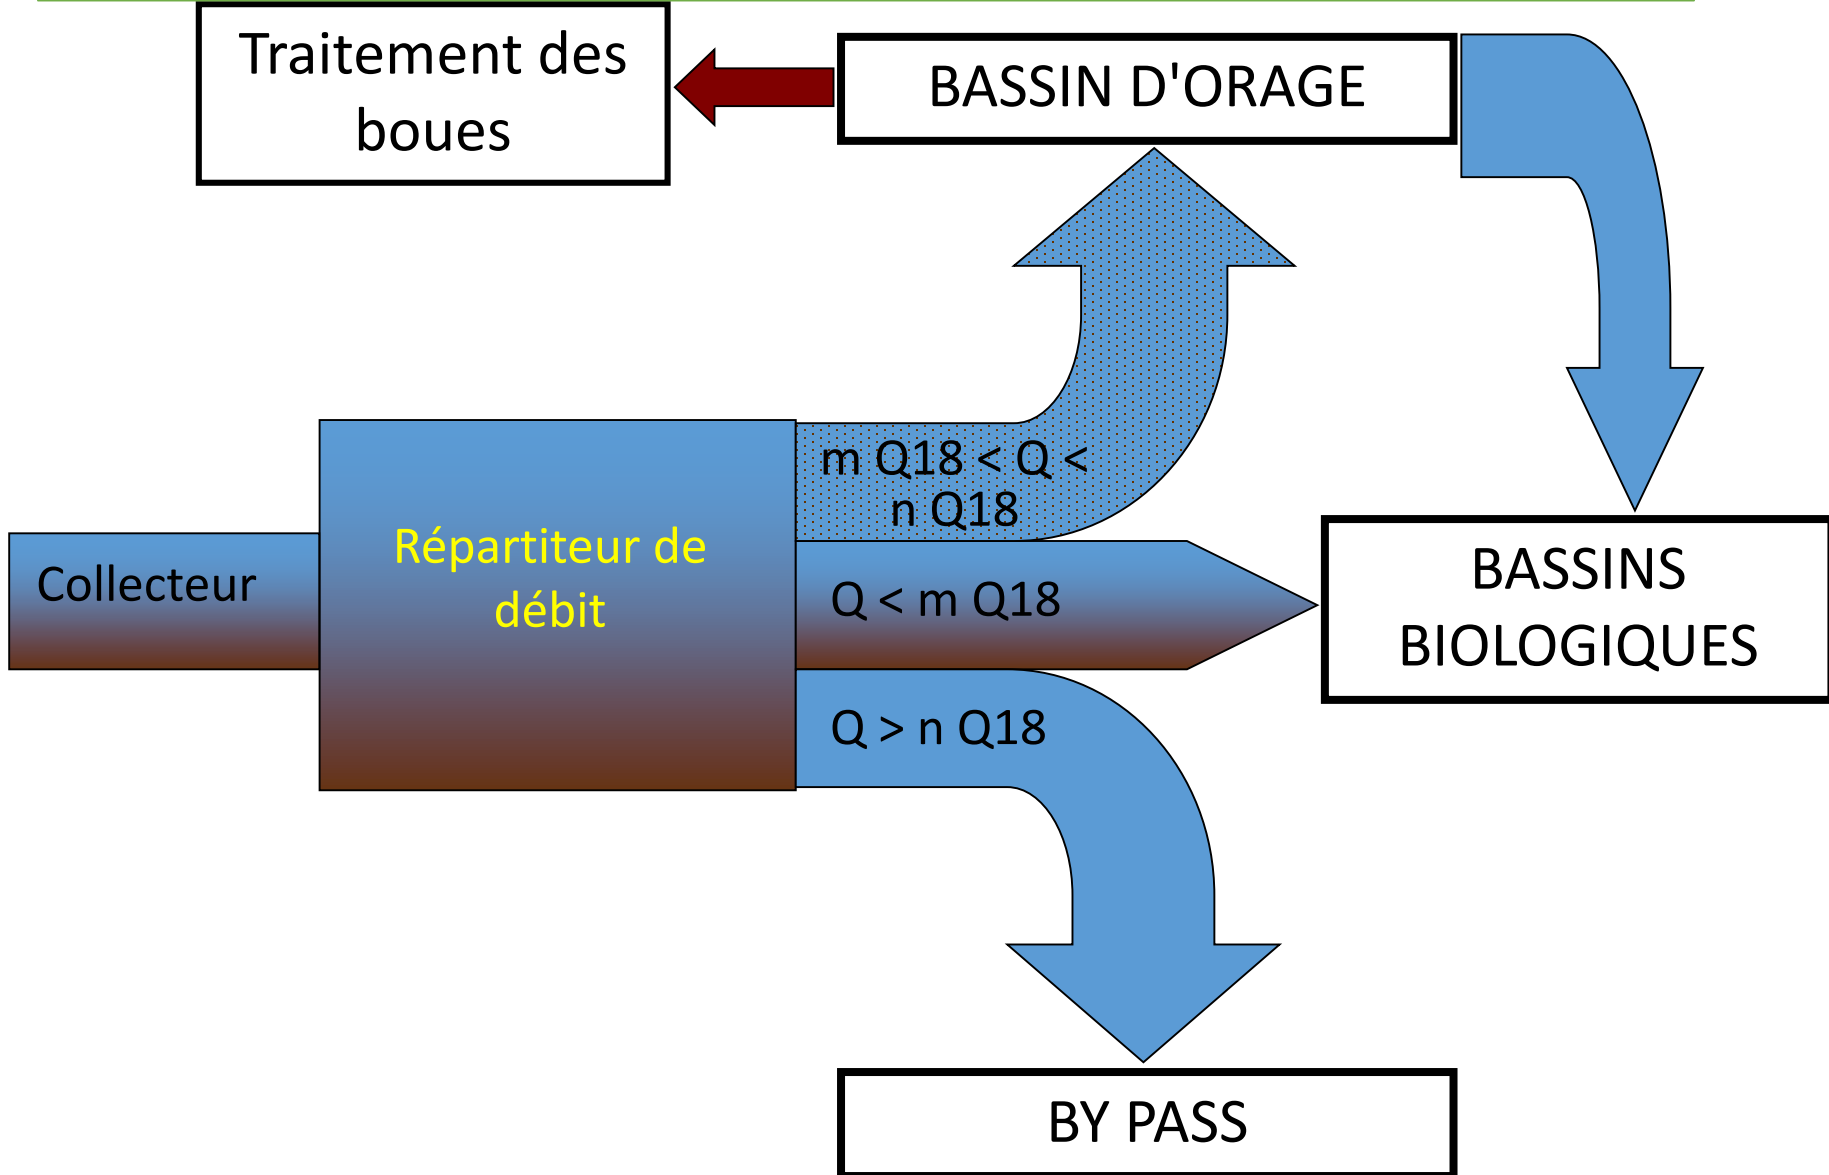 Traitement des
boues
BASSIN D'ORAGE
m Q18 < Q <
n Q18
Répartiteur de
débit
Collecteur
Q < m Q18
BASSINS
BIOLOGIQUES
Q > n Q18
BY PASS